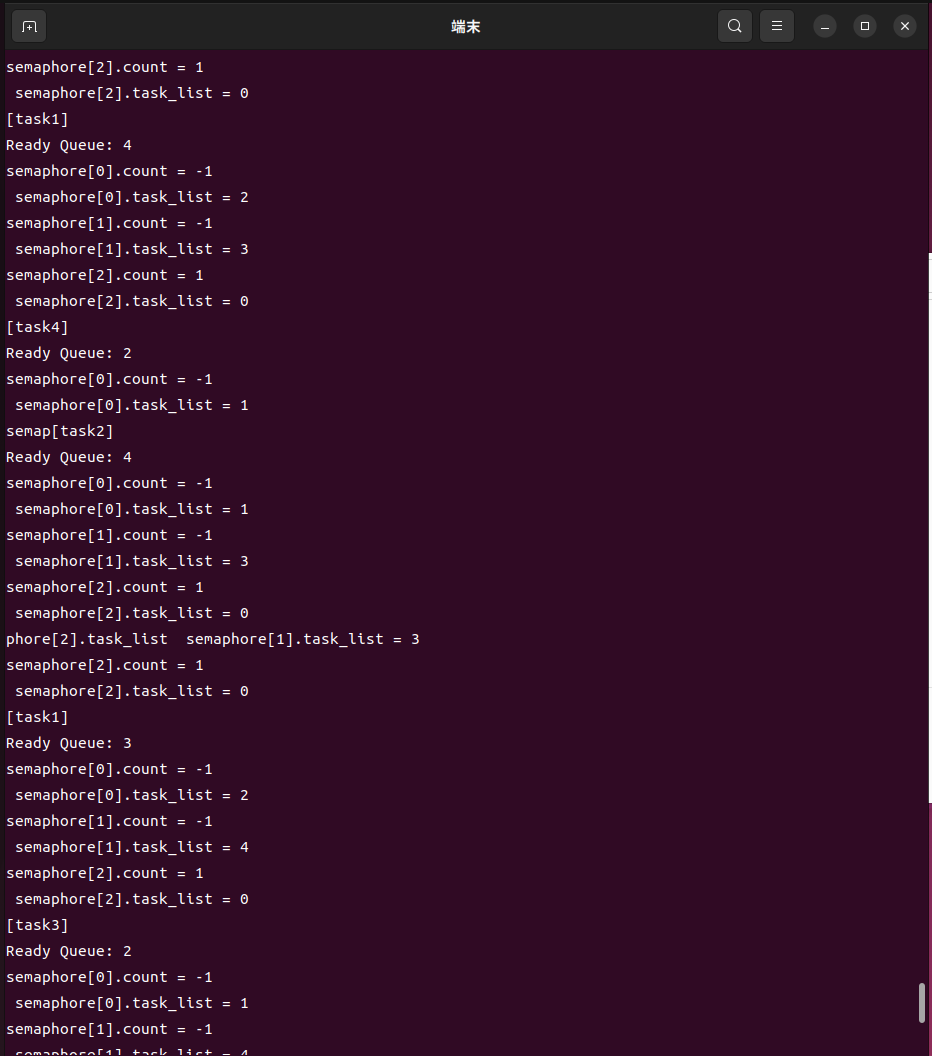 端末
semaphore[2].count = 1
 semaphore[2].task_list = 0
[task1]
Ready Queue: 4
semaphore[0].count = -1
 semaphore[0].task_list = 2
semaphore[1].count = -1
 semaphore[1].task_list = 3
semaphore[2].count = 1
 semaphore[2].task_list = 0
[task4]
Ready Queue: 2
semaphore[0].count = -1
 semaphore[0].task_list = 1
semap[task2]
Ready Queue: 4
semaphore[0].count = -1
 semaphore[0].task_list = 1
semaphore[1].count = -1
 semaphore[1].task_list = 3
semaphore[2].count = 1
 semaphore[2].task_list = 0
phore[2].task_list  semaphore[1].task_list = 3
semaphore[2].count = 1
 semaphore[2].task_list = 0
[task1]
Ready Queue: 3
semaphore[0].count = -1
 semaphore[0].task_list = 2
semaphore[1].count = -1
 semaphore[1].task_list = 4
semaphore[2].count = 1
 semaphore[2].task_list = 0
[task3]
Ready Queue: 2
semaphore[0].count = -1
 semaphore[0].task_list = 1
semaphore[1].count = -1
 semaphore[1].task_list = 4